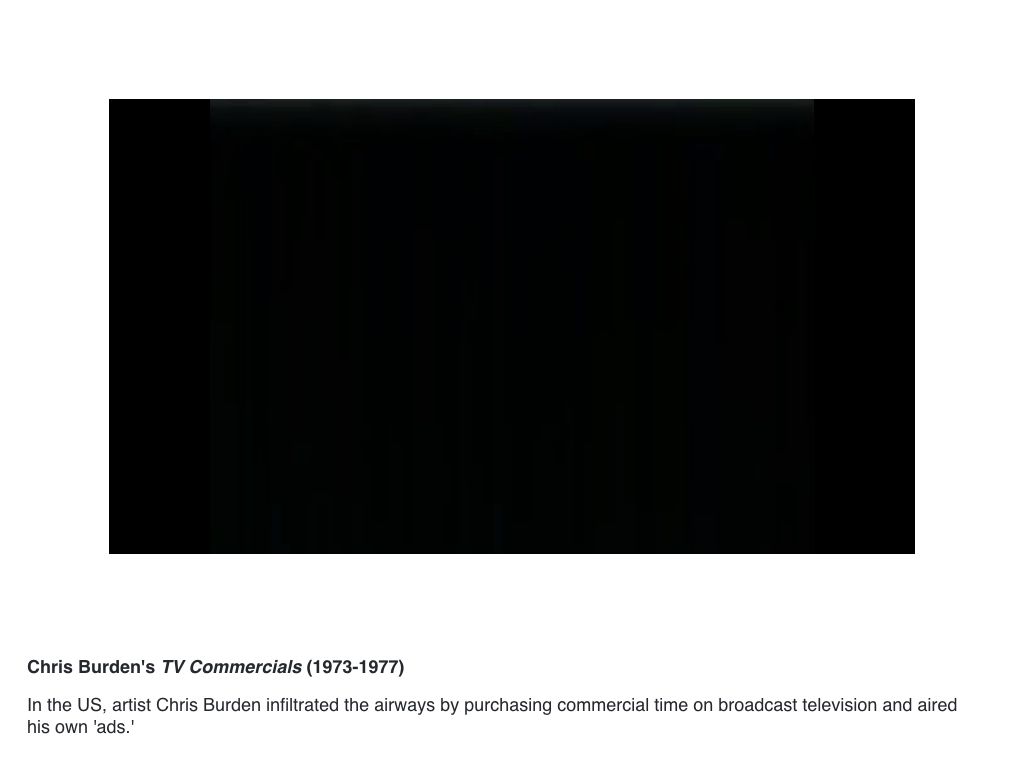 Chris Burden's TV Commercials (1973-1977)
In the US, artist Chris Burden infiltrated the airways by purchasing commercial time on broadcast television and aired
his own 'ads.'